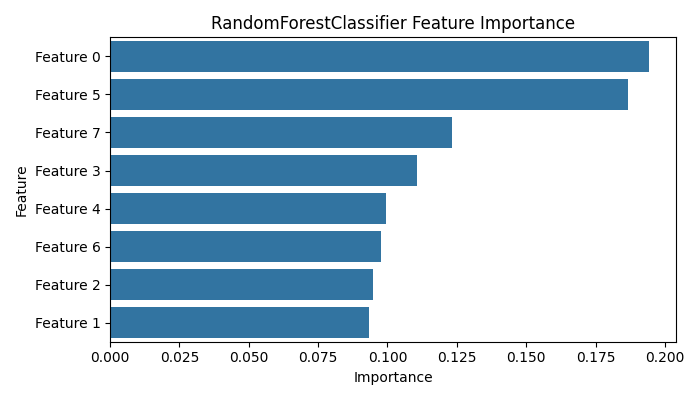 RandomForestClassifier Feature Importance
Feature 0
Feature 5
Feature 7
Feature 3
Feature 4
Feature 6
Feature 2
Feature 1
Feature
0.000 0.025 0.050 0.075 0.100 0.125 0.150 0.175 0.200
Importance